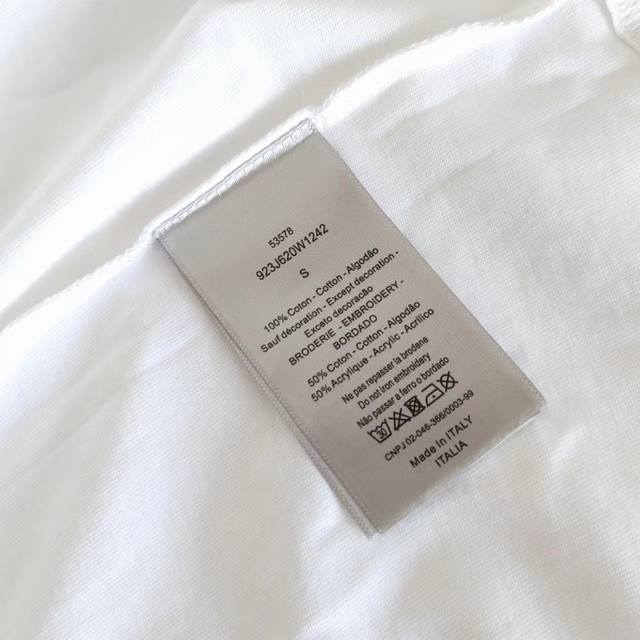 53578
923J620W1242
S
100% Coton - Cotton - Algodão
Sauf décoration - Except decoration -
Exceto decoracão
BRODERIE - EMBROIDERY -
BORDADO
50% Coton - Cotton - Algodão
50% Acrylique - Acrylic - Acrílico
Ne pas repasser la broderie
Do not iron embroidery
Não passar a ferro o bordado
CNPJ 02-046-366/0003-99
Made in ITALY
ITALIA